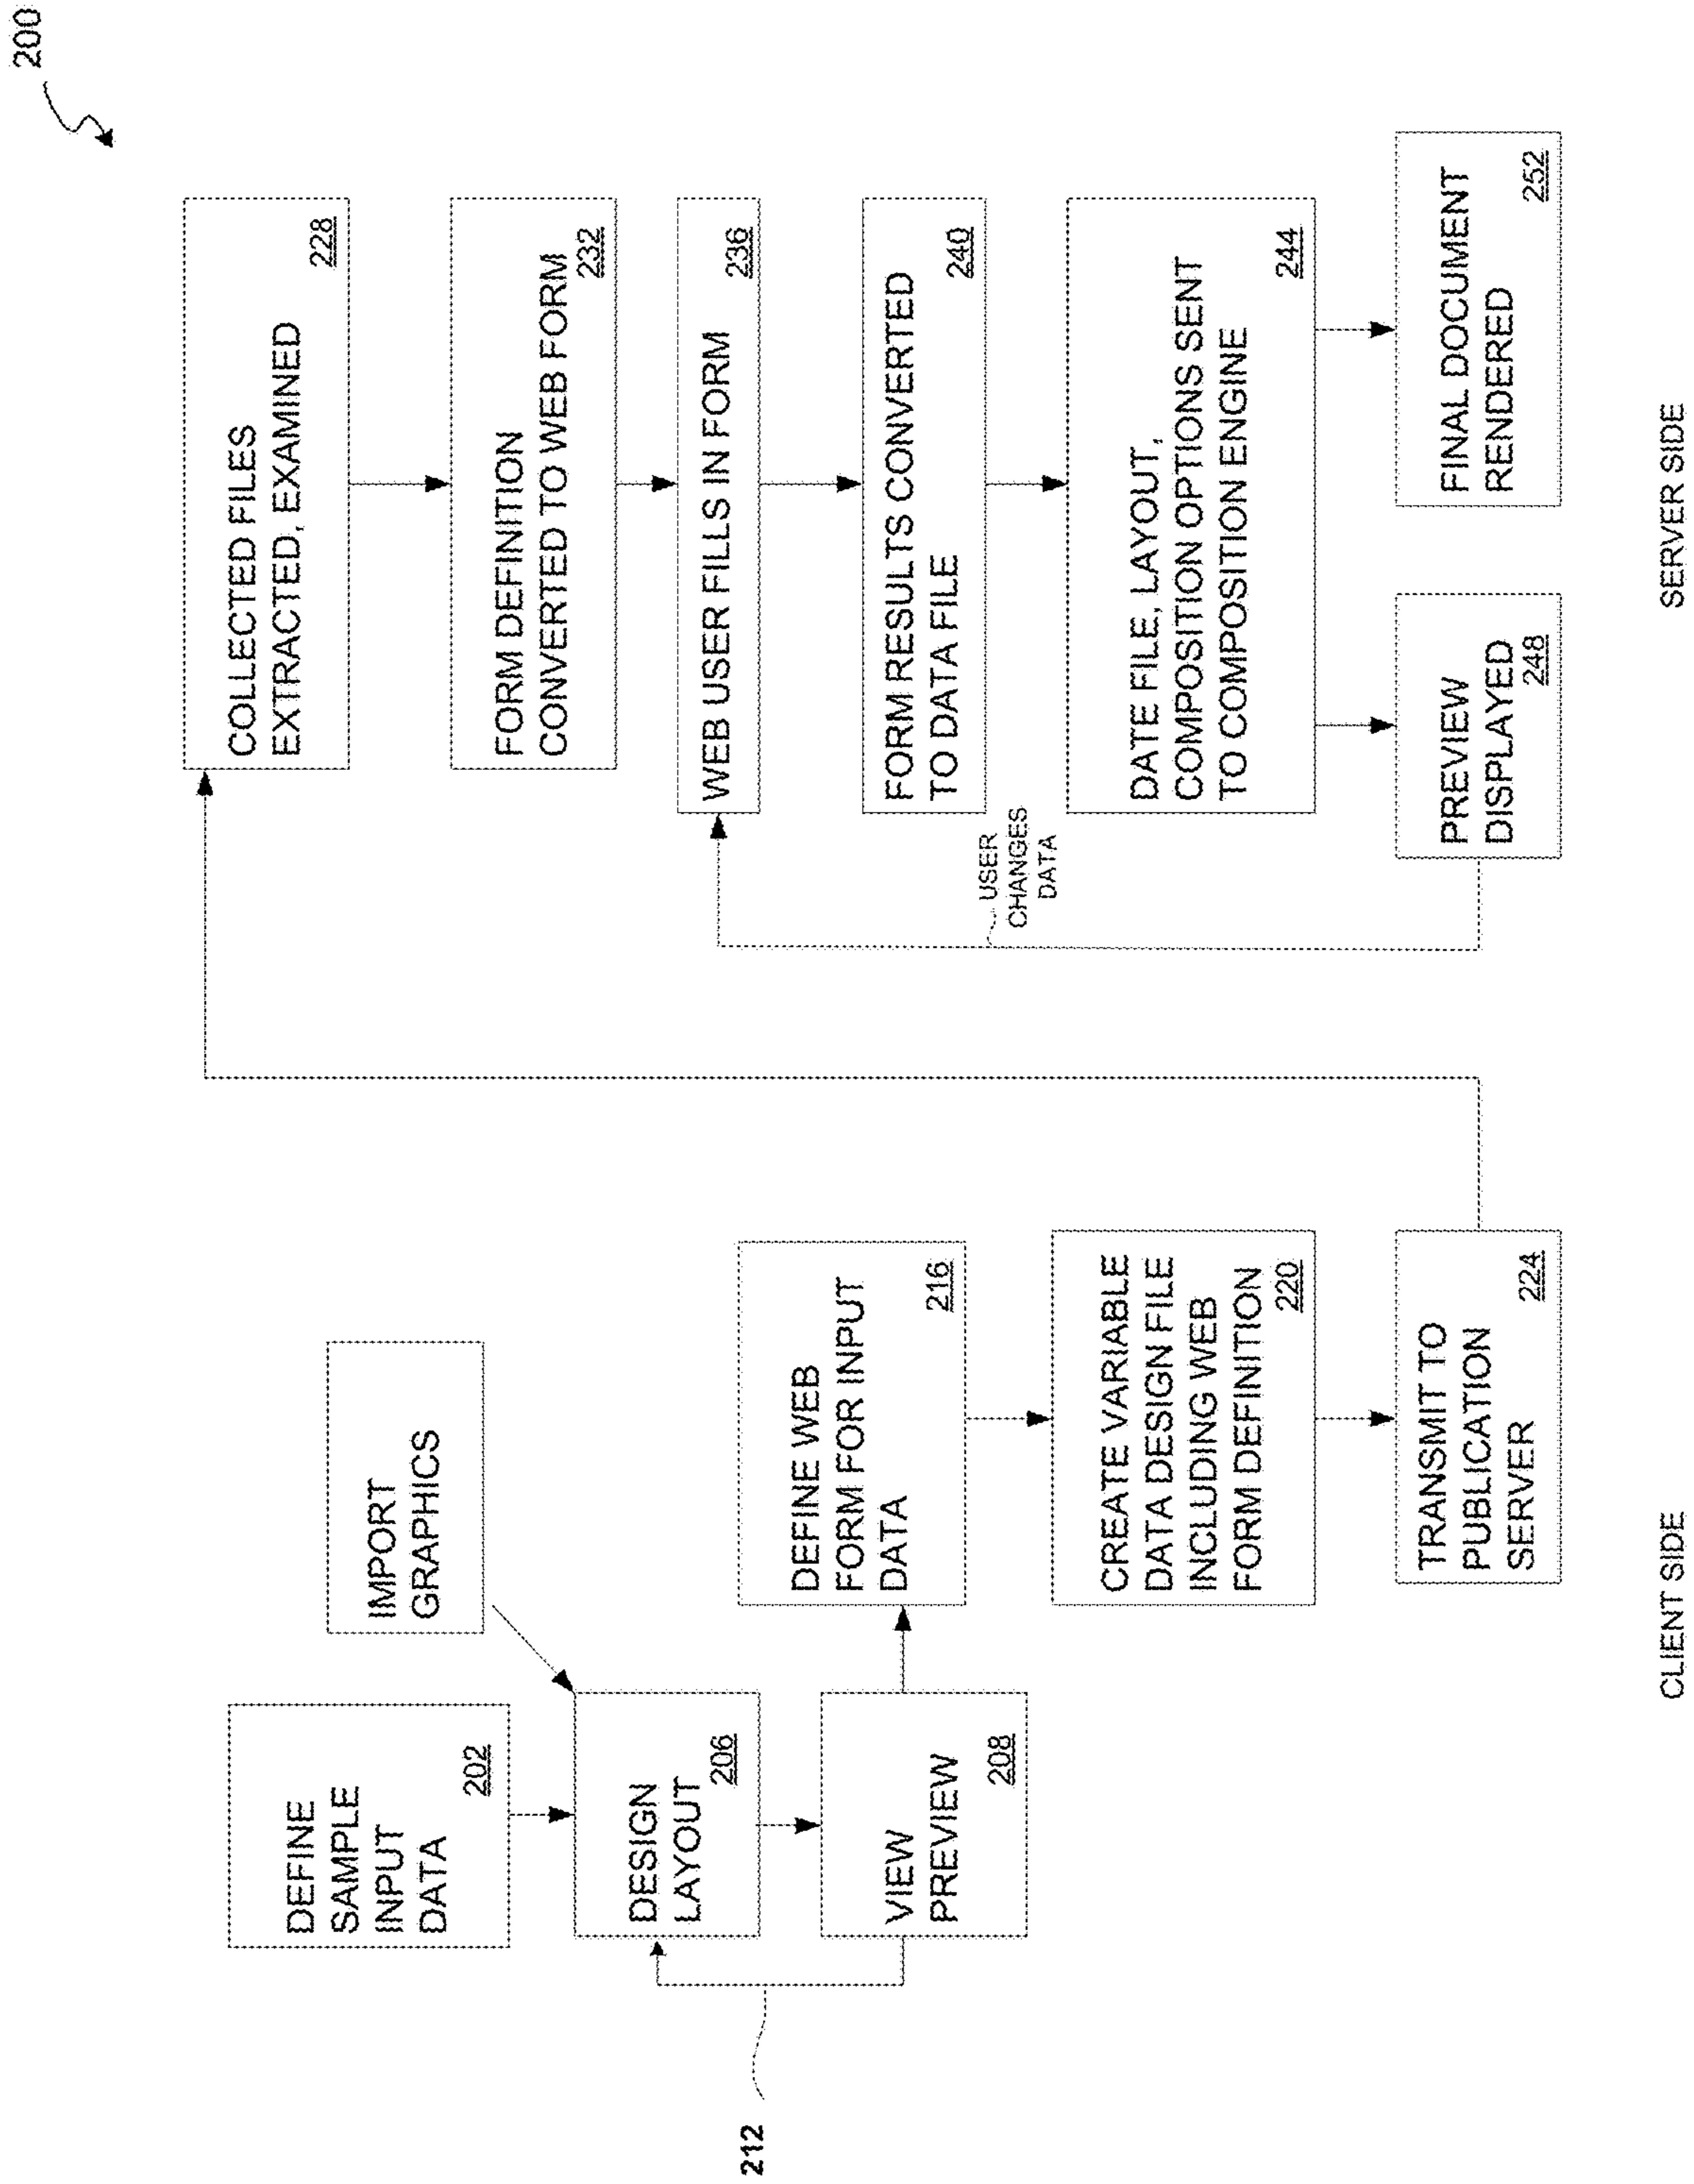 200
DEFINE
SAMPLE
INPUT
DATA
202
IMPORT
GRAPHICS
DESIGN
LAYOUT
206
VIEW
PREVIEW
208
212
DEFINE WEB
FORM FOR INPUT
DATA
216
CREATE VARIABLE
DATA DESIGN FILE
INCLUDING WEB
FORM DEFINITION
220
TRANSMIT TO
PUBLICATION
SERVER
224
CLIENT SIDE
COLLECTED FILES
EXTRACTED, EXAMINED
228
FORM DEFINITION
CONVERTED TO WEB FORM
232
WEB USER FILLS IN FORM
236
FORM RESULTS CONVERTED
TO DATA FILE
240
USER
CHANGES
DATA
DATE FILE, LAYOUT,
COMPOSITION OPTIONS SENT
TO COMPOSITION ENGINE
244
PREVIEW
DISPLAYED
248
FINAL DOCUMENT
RENDERED
252
SERVER SIDE